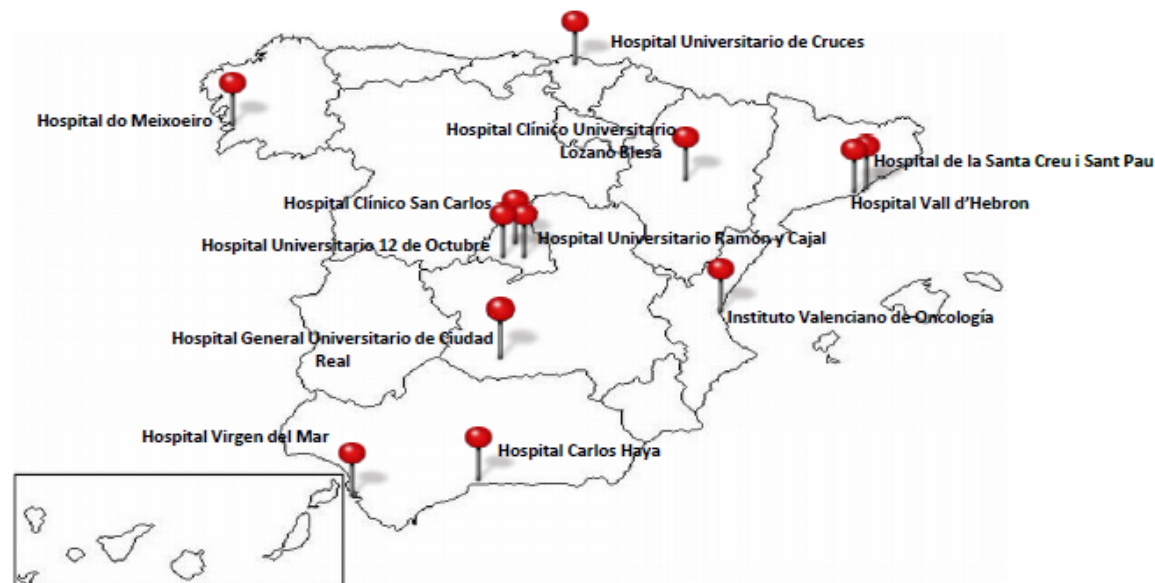 Hospital Universitario de Cruces
Hospital do Meixoeiro
Hospital Clínico Universitario
Lozano Blesa
Hospital de la Santa Creu i Sant Pau
Hospital Vall d'Hebron
Hospital Clínico San Carlos
Hospital Universitario 12 de Octubre
Hospital Universitario Ramón y Cajal
Instituto Valenciano de Oncología
Hospital General Universitario de Ciudad
Real
Hospital Virgen del Mar
Hospital Carlos Haya